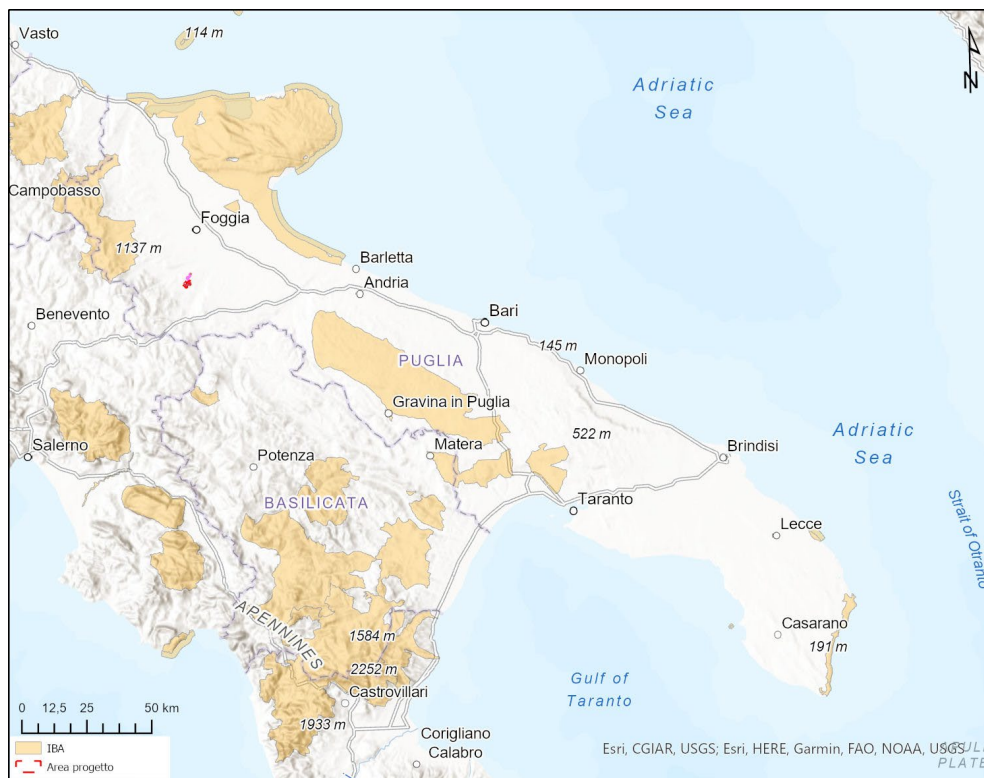 Vasto
114 m
Adriatic
Sea
N
Campobasso
Foggia
1137 m
Barletta
Andria
Benevento
Bari
145 m
PUGLIA
Monopoli
Gravina in Puglia
522 m
Salerno
Matera
Brindisi
Adriatic
Sea
Potenza
BASILICATA
Taranto
Lecce
Strait of Otranto
APENNINES
1584 m
Casarano
191 m
2252 m
Gulf of
Taranto
Castrovillari
1933 m
0 12,5 25 50 km
Corigliano
Calabro
IBA
Area progetto
Esri, CGIAR, USGS; Esri, HERE, Garmin, FAO, NOAA, USGS
PLATE